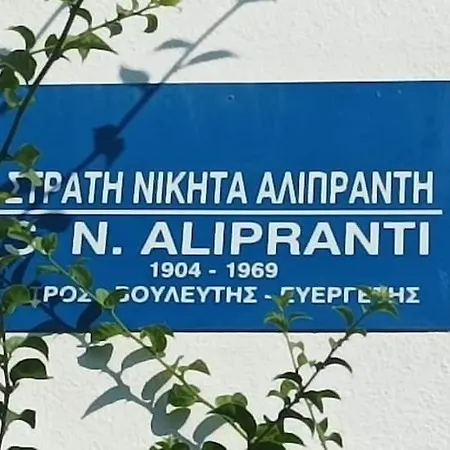 ΣΤΡΑΤΗ ΝΙΚΗΤΑ ΑΛΙΠΡΑΝΤΗ
S N. ALIPRANTI
1904 - 1969
ΒΟΥΛΕΥΤΗΣ - ΕΥΕΡΓΕΤΗΣ